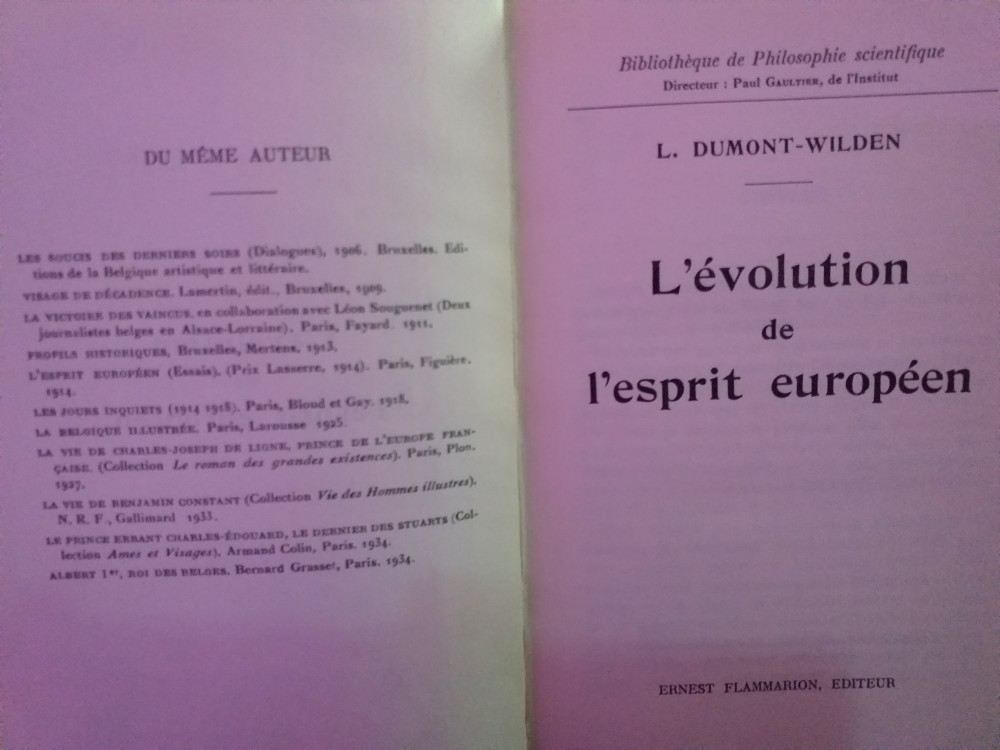 DU MÊME AUTEUR
LES SOUCIS DES DERNIERS SOIRS (Dialogues), 1906. Bruxelles. Edi-
tions de la Belgique artistique et littéraire.
VISAGE DE DÉCADENCE. Lamertin, édit., Bruxelles, 1909.
LA VICTOIRE DES VAINCUS, en collaboration avec Léon Souguenet (Deux
journalistes belges en Alsace-Lorraine). Paris, Fayard. 1911.
PROFILS HISTORIQUES, Bruxelles, Mertens, 1913.
L'ESPRIT EUROPÉEN (Essais). (Prix Lasserre, 1914). Paris, Figuière.
1914.
LES JOURS INQUIETS (1914 1918). Paris, Bloud et Gay. 1918.
LA BELGIQUE ILLUSTRÉE. Paris, Larousse 1925.
LA VIE DE CHARLES-JOSEPH DE LIGNE, PRINCE DE L'EUROPE FRAN-
ÇAISE. (Collection Le roman des grandes existences). Paris, Plon.
1927.
LA VIE DE BENJAMIN CONSTANT (Collection Vie des Hommes illustres).
N. R. F., Gallimard 1933.
LE PRINCE ERRANT CHARLES-ÉDOUARD, LE DERNIER DES STUARTS (Col-
lection Ames et Visages). Armand Colin, Paris. 1934.
ALBERT 1er, ROI DES BELGES. Bernard Grasset, Paris. 1934.
Bibliothèque de Philosophie scientifique
Directeur : Paul GAULTIER, de l'Institut
L. DUMONT-WILDEN
L'évolution
de
l'esprit européen
ERNEST FLAMMARION, EDITEUR